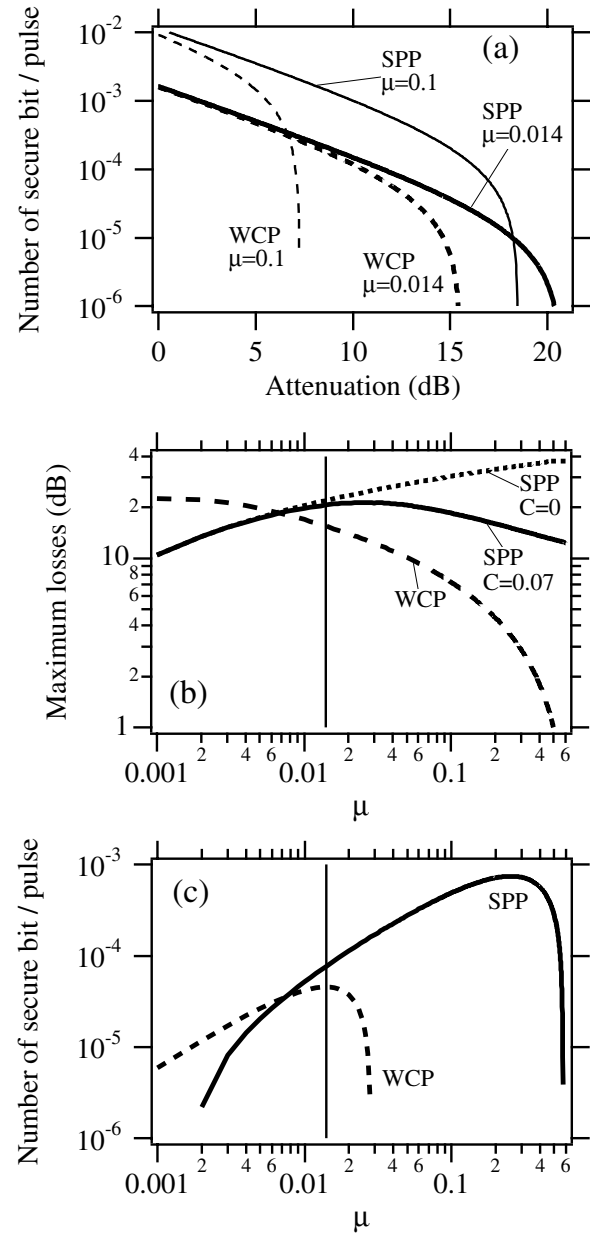 Number of secure bit / pulse
10-2
10-3
10-4
10-5
10-6
(a)
SPP
μ=0.1
SPP
μ=0.014
WCP
μ=0.1
WCP
μ=0.014
0 5 10 15 20
Attenuation (dB)
Maximum losses (dB)
4
2
10
8
6
4
2
1
SPP
C=0
SPP
C=0.07
WCP
(b)
2 4 6 2 4 6 2 4 6
0.001 0.01 0.1
μ
Number of secure bit / pulse
10-3
10-4
10-5
10-6
(c)
SPP
WCP
2 4 6 2 4 6 2 4 6
0.001 0.01 0.1
μ